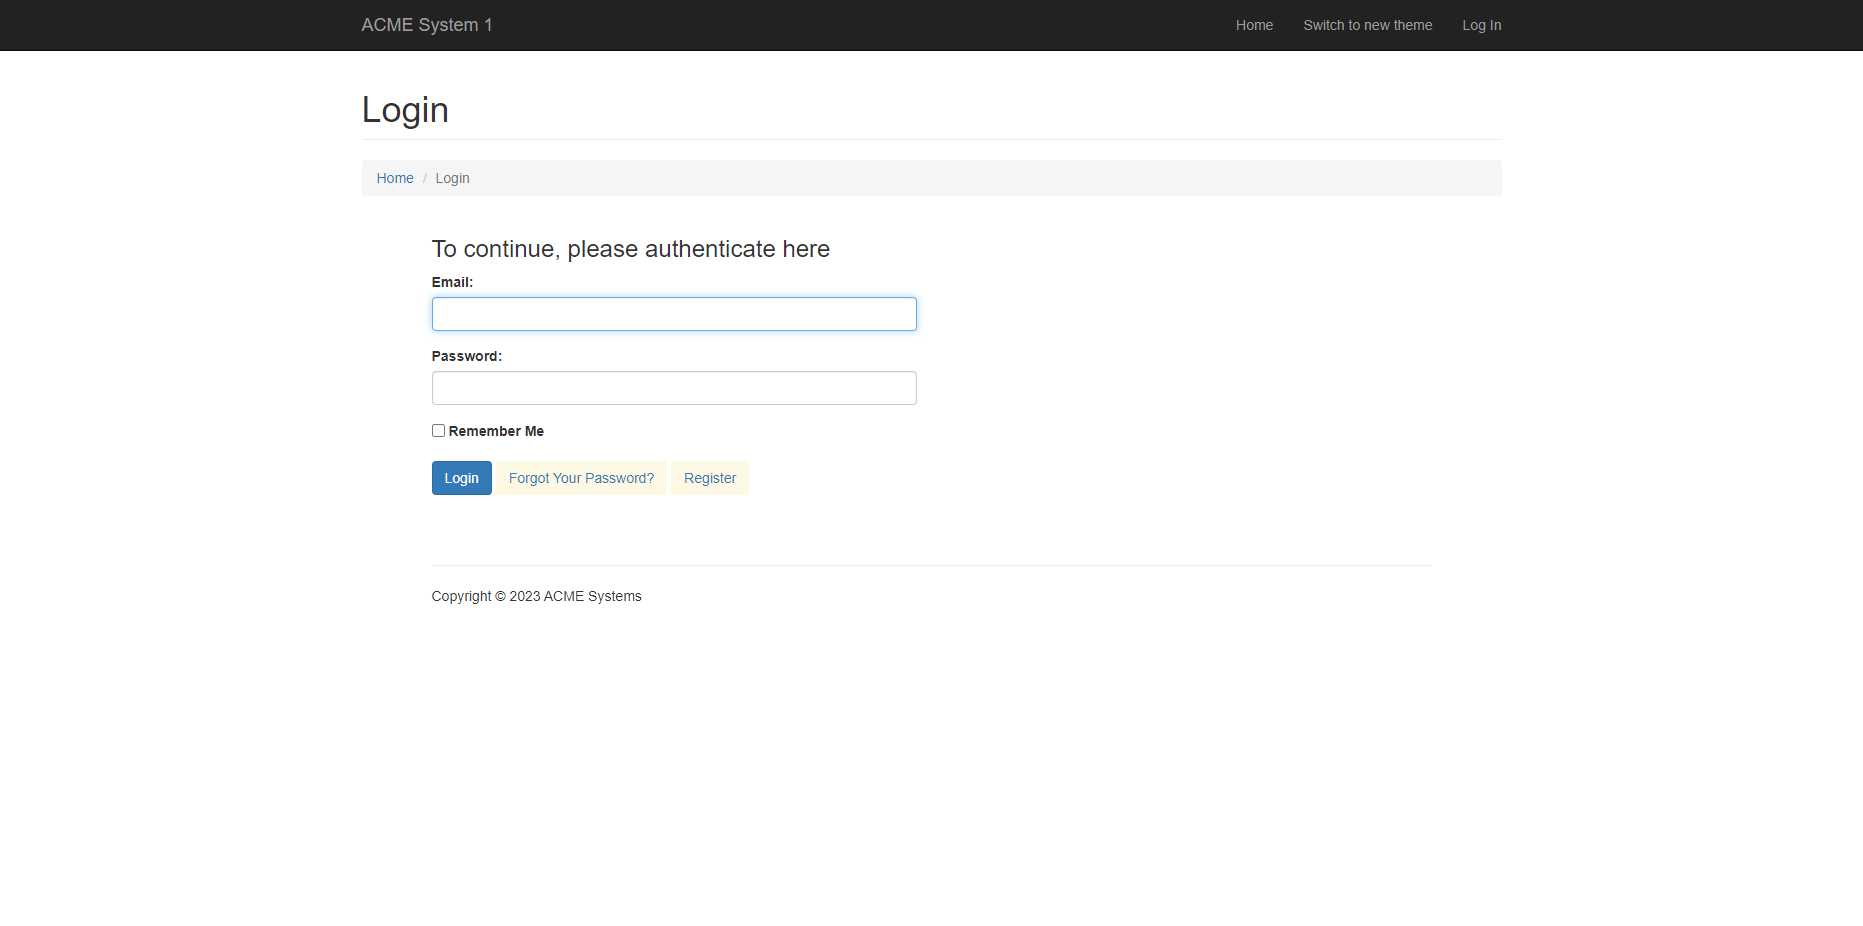 ACME System 1 Home Switch to new theme Log In
Login
Home / Login
To continue, please authenticate here
Email:
Password:
Remember Me
Login Forgot Your Password? Register
Copyright © 2023 ACME Systems